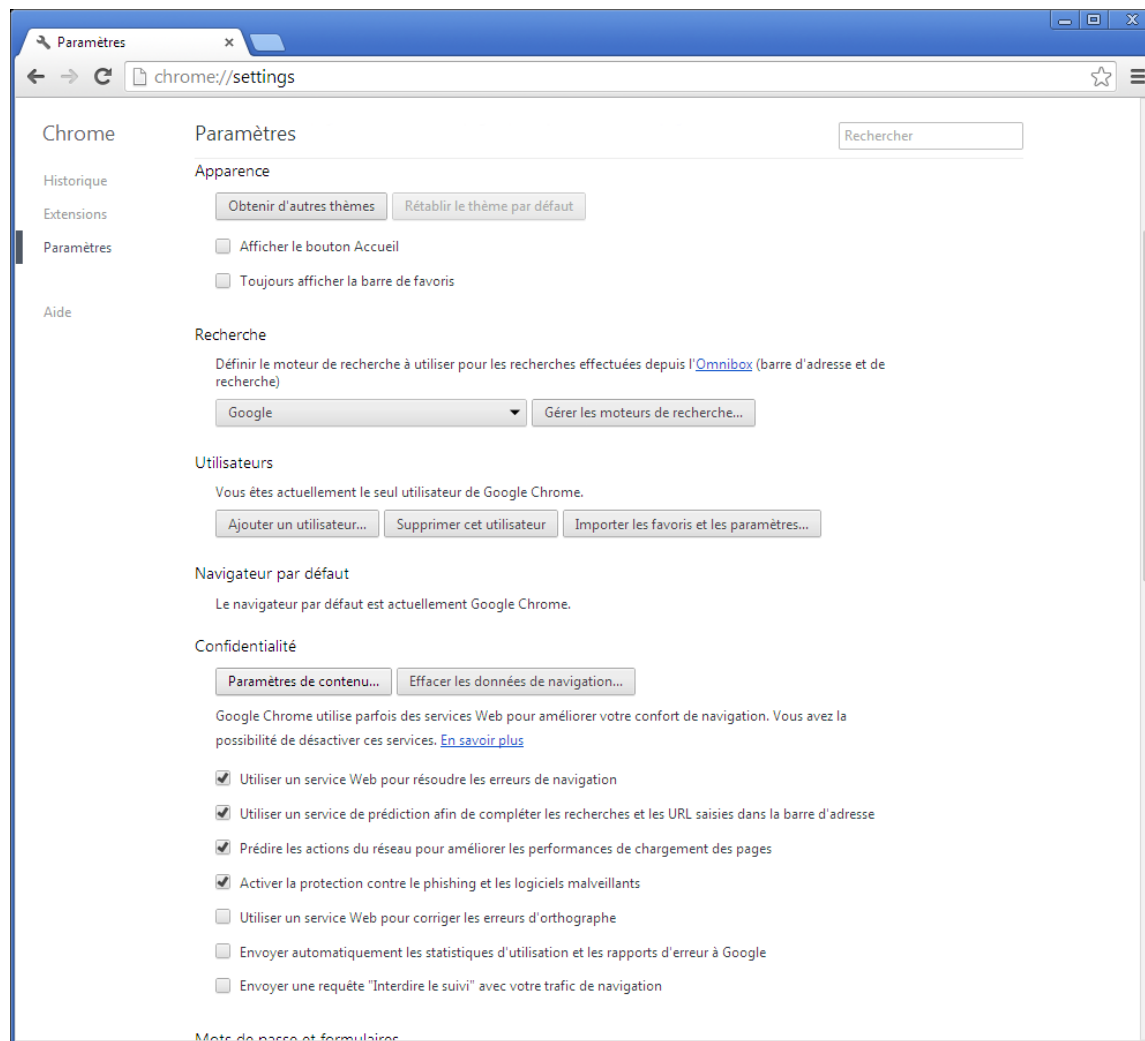 Paramètres
chrome://settings
Chrome
Paramètres
Rechercher
Historique
Extensions
Paramètres
Aide
Apparence
Obtenir d'autres thèmes
Rétablir le thème par défaut
Afficher le bouton Accueil
Toujours afficher la barre de favoris
Recherche
Définir le moteur de recherche à utiliser pour les recherches effectuées depuis l'Omnibox (barre d'adresse et de
recherche)
Google
Gérer les moteurs de recherche...
Utilisateurs
Vous êtes actuellement le seul utilisateur de Google Chrome.
Ajouter un utilisateur...
Supprimer cet utilisateur
Importer les favoris et les paramètres...
Navigateur par défaut
Le navigateur par défaut est actuellement Google Chrome.
Confidentialité
Paramètres de contenu...
Effacer les données de navigation...
Google Chrome utilise parfois des services Web pour améliorer votre confort de navigation. Vous avez la
possibilité de désactiver ces services. En savoir plus
Utiliser un service Web pour résoudre les erreurs de navigation
Utiliser un service de prédiction afin de compléter les recherches et les URL saisies dans la barre d'adresse
Prédire les actions du réseau pour améliorer les performances de chargement des pages
Activer la protection contre le phishing et les logiciels malveillants
Utiliser un service Web pour corriger les erreurs d'orthographe
Envoyer automatiquement les statistiques d'utilisation et les rapports d'erreur à Google
Envoyer une requête "Interdire le suivi" avec votre trafic de navigation
Mots de passe et formulaires